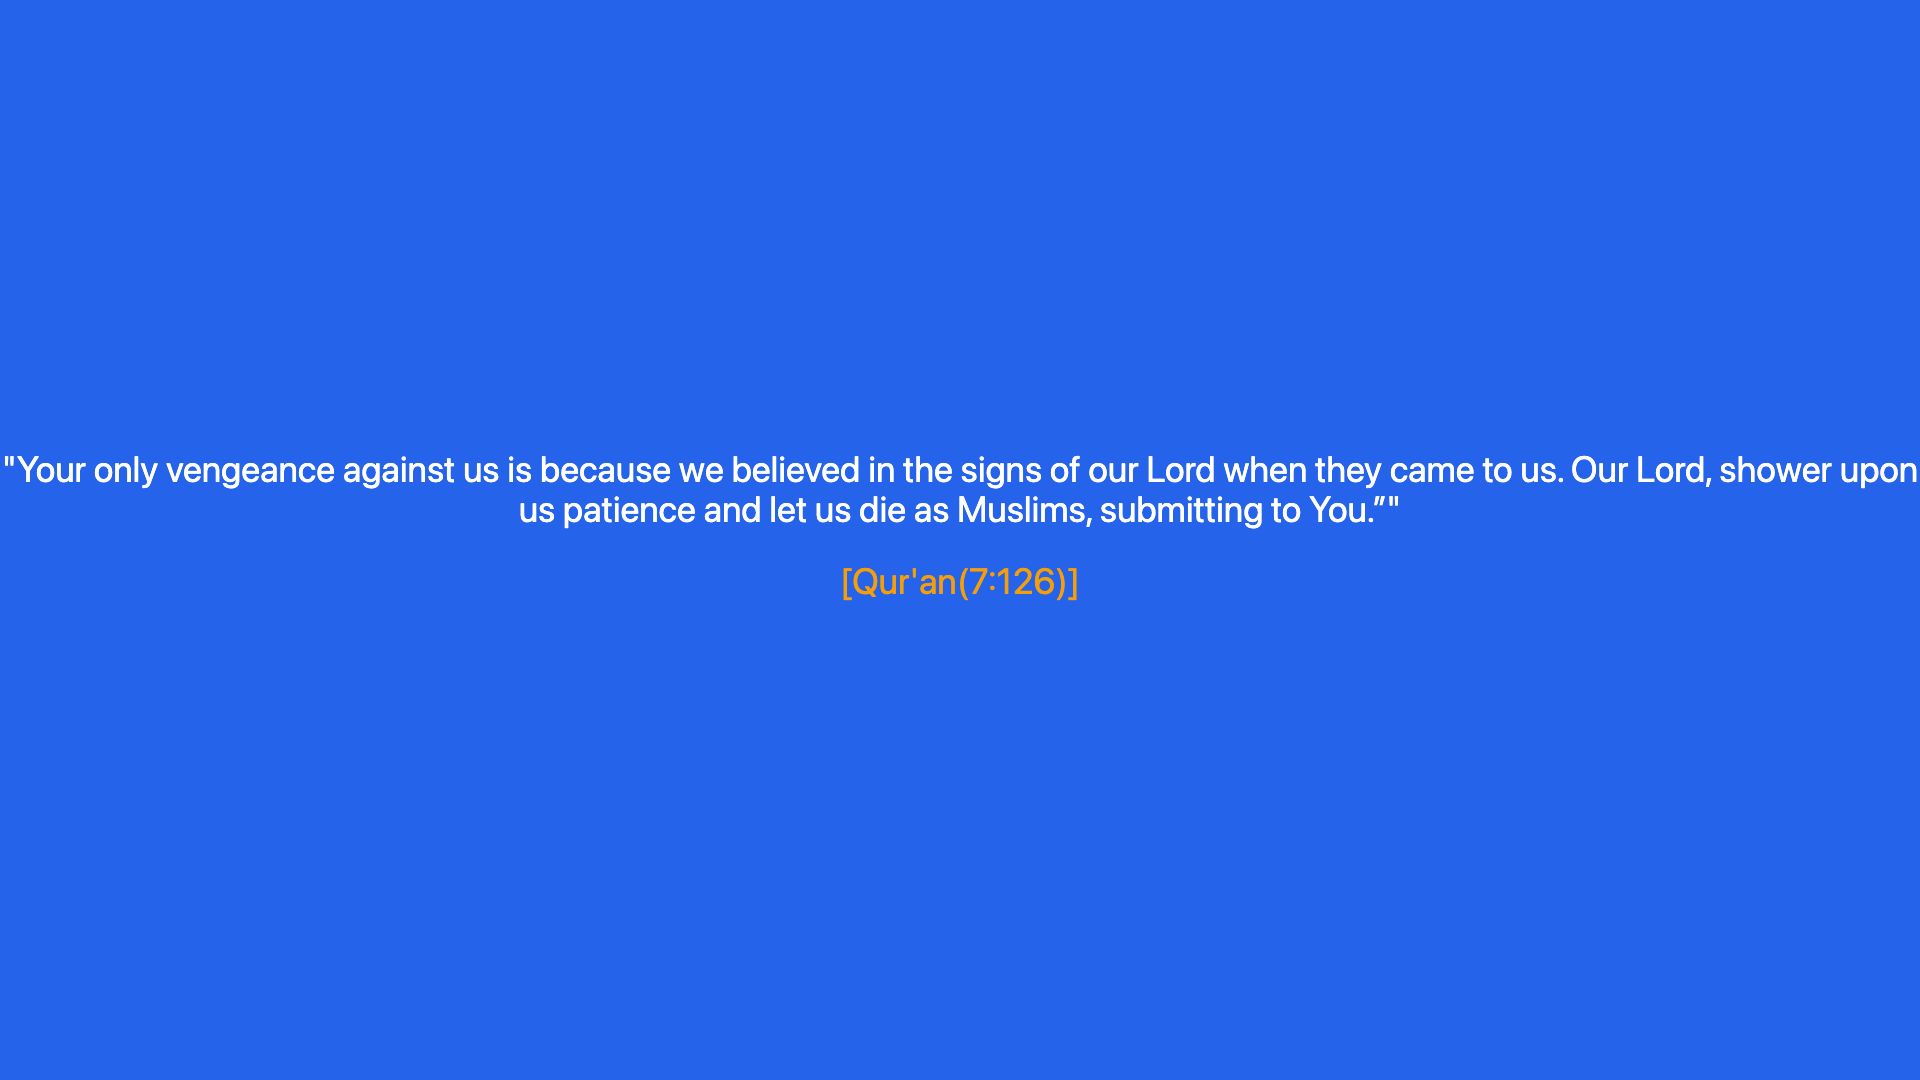 "Your only vengeance against us is because we believed in the signs of our Lord when they came to us. Our Lord, shower upon
us patience and let us die as Muslims, submitting to You.”"
[Qur'an(7:126)]